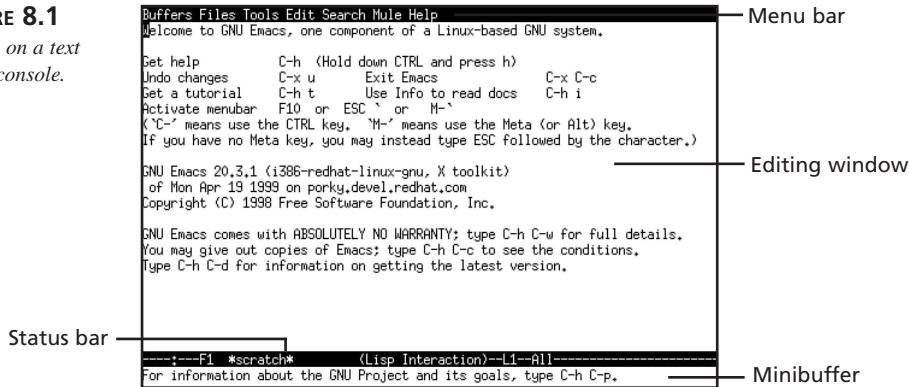 RE 8.1
on a text
console.
Buffers Files Tools Edit Search Mule Help
Menu bar
Welcome to GNU Emacs, one component of a Linux-based GNU system.
Get help C-h (Hold down CTRL and press h)
Undo changes C-x u Exit Emacs C-x C-c
Get a tutorial C-h t Use Info to read docs C-h i
Activate menubar F10 or ESC ` or M-`
(`C-' means use the CTRL key. `M-' means use the Meta (or Alt) key.
If you have no Meta key, you may instead type ESC followed by the character.)
Editing window
GNU Emacs 20.3.1 (i386-redhat-linux-gnu, X toolkit)
of Mon Apr 19 1999 on porky.devel.redhat.com
Copyright (C) 1998 Free Software Foundation, Inc.
GNU Emacs comes with ABSOLUTELY NO WARRANTY; type C-h C-w for full details.
You may give out copies of Emacs; type C-h C-c to see the conditions.
Type C-h C-d for information on getting the latest version.
Status bar
----:---F1 *scratch* (Lisp Interaction)--L1--All----------------------
For information about the GNU Project and its goals, type C-h C-p.
Minibuffer